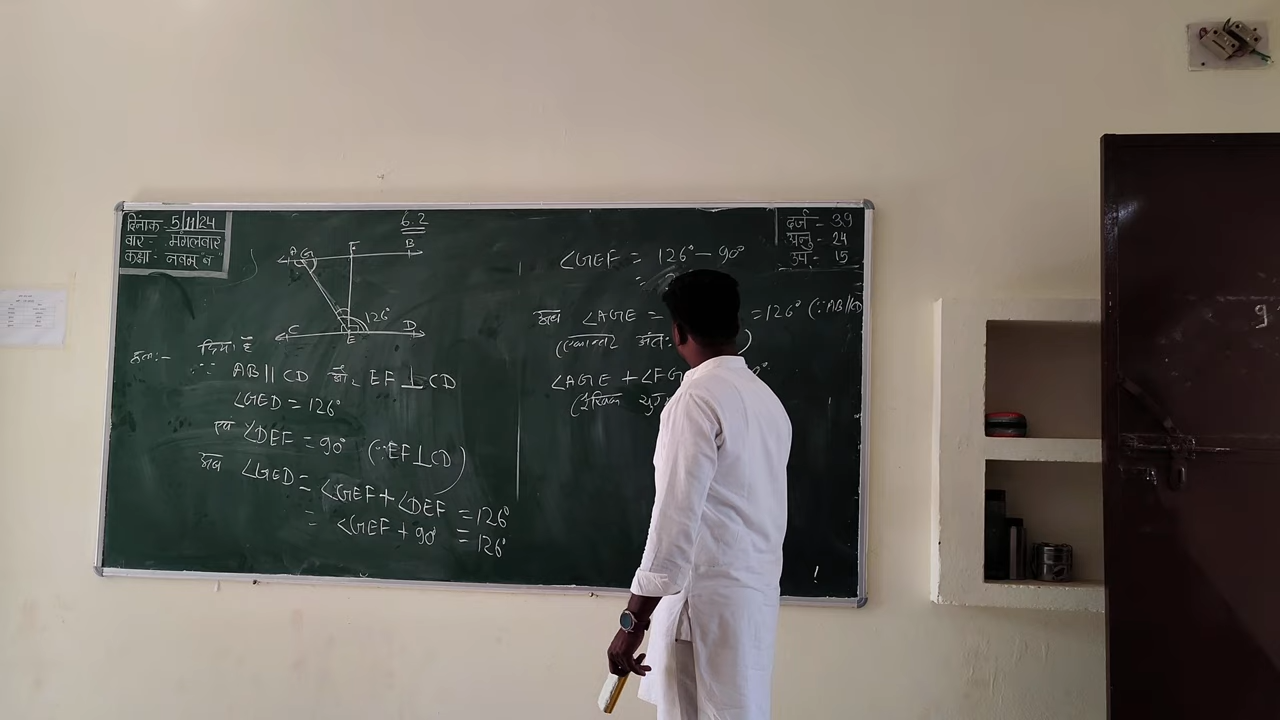 दिनांक - 5/11/24
वार - मंगलवार
कक्षा - नवम "ब"
6.2
दर्ज - 39
अनु - 24
उप - 15
A G F B
126°
C E D
हल:- दिया है
∵ AB || CD और EF ⊥ CD
∠GED = 126°
एवं ∠DEF = 90° (∵EF⊥CD)
अब ∠GED = ∠GEF + ∠DEF = 126°
= ∠GEF + 90° = 126°
∠GEF = 126° - 90°
=
अब ∠AGE = = 126° (∵AB||CD
(एकान्तर अंत: )
∠AGE + ∠FG
(रैखिक
!
9